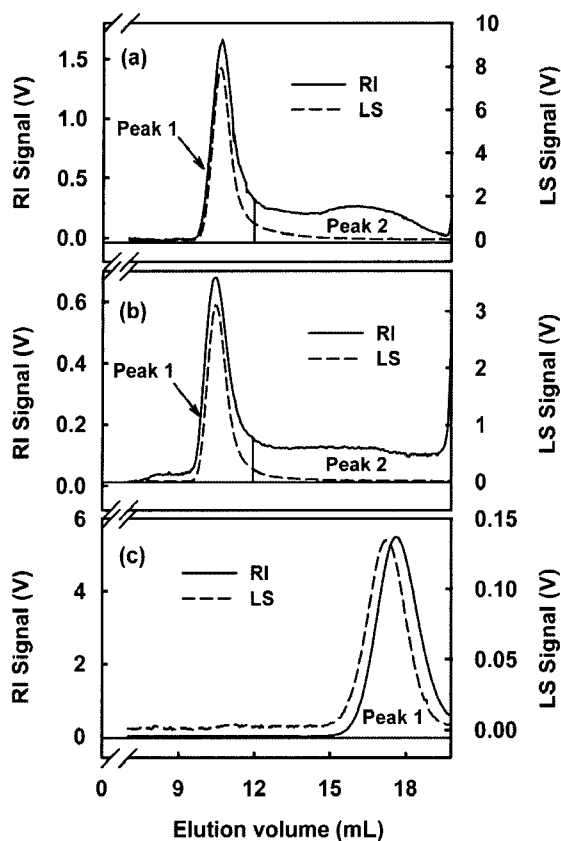 10
1.5
(a)
RI
LS
8
RI Signal (V)
1.0
Peak 1
6
LS Signal (V)
4
0.5
2
Peak 2
0.0
0
0.6
(b)
RI
LS
3
RI Signal (V)
0.4
Peak 1
2
LS Signal (V)
0.2
1
Peak 2
0.0
0
6
(c)
RI
LS
0.15
RI Signal (V)
4
0.10
LS Signal (V)
2
0.05
Peak 1
0
0.00
0 9 12 15 18
Elution volume (mL)